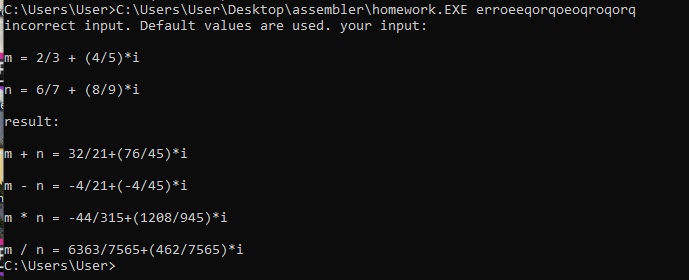 C:\Users\User>C:\Users\User\Desktop\assembler\homework.EXE erroeeqorqoeoqroqorq
incorrect input. Default values are used. your input:
m = 2/3 + (4/5)*i
n = 6/7 + (8/9)*i
result:
m + n = 32/21+(76/45)*i
m - n = -4/21+(-4/45)*i
m * n = -44/315+(1208/945)*i
m / n = 6363/7565+(462/7565)*i
C:\Users\User>